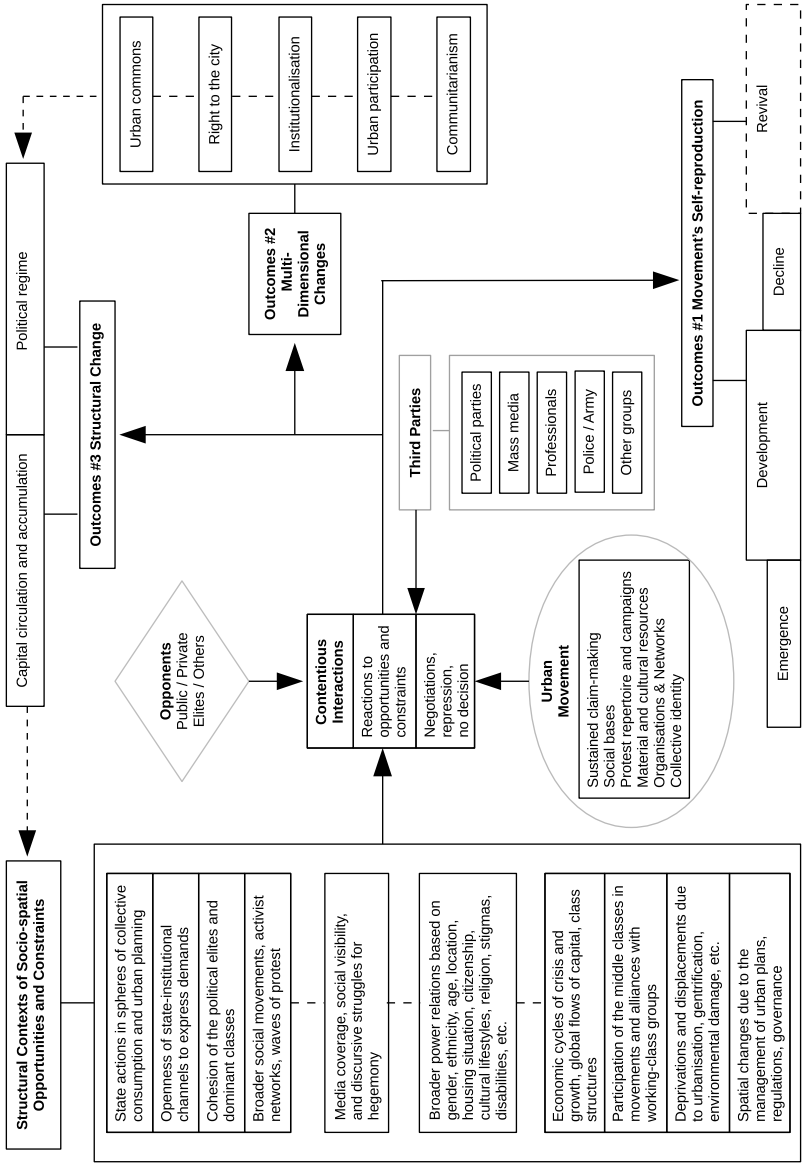 Structural Contexts of Socio-spatial
Opportunities and Constraints
State actions in spheres of collective
consumption and urban planning
Openness of state-institutional
channels to express demands
Cohesion of the political elites and
dominant classes
Broader social movements, activist
networks, waves of protest
Media coverage, social visibility,
and discursive struggles for
hegemony
Broader power relations based on
gender, ethnicity, age, location,
housing situation, citizenship,
cultural lifestyles, religion, stigmas,
disabilities, etc.
Economic cycles of crisis and
growth, global flows of capital, class
structures
Participation of the middle classes in
movements and alliances with
working-class groups
Deprivations and displacements due
to urbanisation, gentrification,
environmental damage, etc.
Spatial changes due to the
management of urban plans,
regulations, governance
Opponents
Public / Private
Elites / Others
Contentious
Interactions
Reactions to
opportunities and
constraints
Negotiations,
repression,
no decision
Urban
Movement
Sustained claim-making
Social bases
Protest repertoire and campaigns
Material and cultural resources
Organisations & Networks
Collective identity
Third Parties
Political parties
Mass media
Professionals
Police / Army
Other groups
Capital circulation and accumulation
Political regime
Outcomes #3 Structural Change
Outcomes #2
Multi-
Dimensional
Changes
Urban commons
Right to the city
Institutionalisation
Urban participation
Communitarianism
Outcomes #1 Movement’s Self-reproduction
Emergence
Development
Decline
Revival